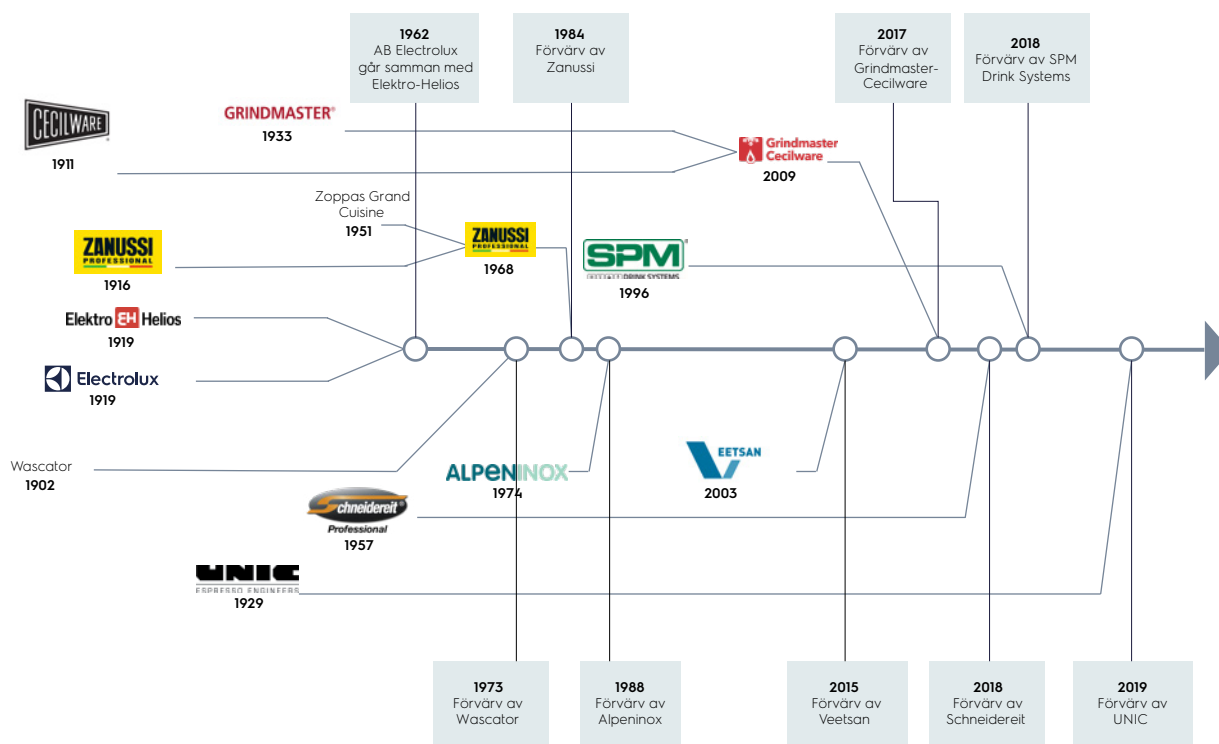 1962
AB Electrolux
går samman med
Elektro-Helios
1984
Förvärv av
Zanussi
2017
Förvärv av
Grindmaster-
Cecilware
2018
Förvärv av SPM
Drink Systems
CECILWARE
1911
GRINDMASTER®
1933
Grindmaster
Cecilware
2009
Zoppas Grand
Cuisine
1951
ZANUSSI
PROFESSIONAL
1916
ZANUSSI
PROFESSIONAL
1968
SPM
DRINK SYSTEMS
1996
Elektro EH Helios
1919
Electrolux
1919
Wascator
1902
ALPENINOX
1974
VEETSAN
2003
Schneidereit®
Professional
1957
UNIC
ESPRESSO ENGINEERS
1929
1973
Förvärv av
Wascator
1988
Förvärv av
Alpeninox
2015
Förvärv av
Veetsan
2018
Förvärv av
Schneidereit
2019
Förvärv av
UNIC